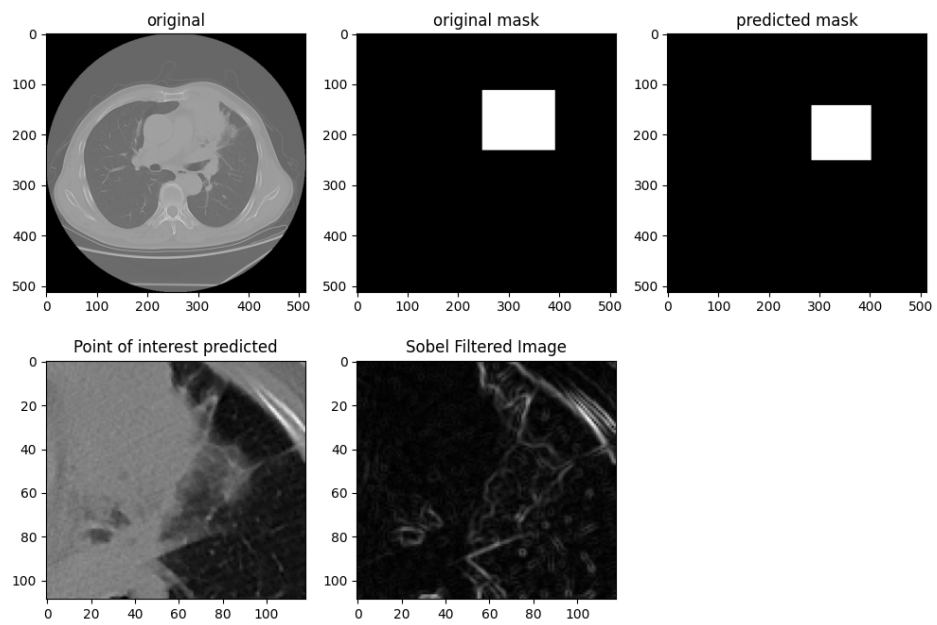 original original mask predicted mask
0 0 0
100 100 100
200 200 200
300 300 300
400 400 400
500 500 500
0 100 200 300 400 500 0 100 200 300 400 500 0 100 200 300 400 500
Point of interest predicted Sobel Filtered Image
0 0
20 20
40 40
60 60
80 80
100 100
0 20 40 60 80 100 0 20 40 60 80 100